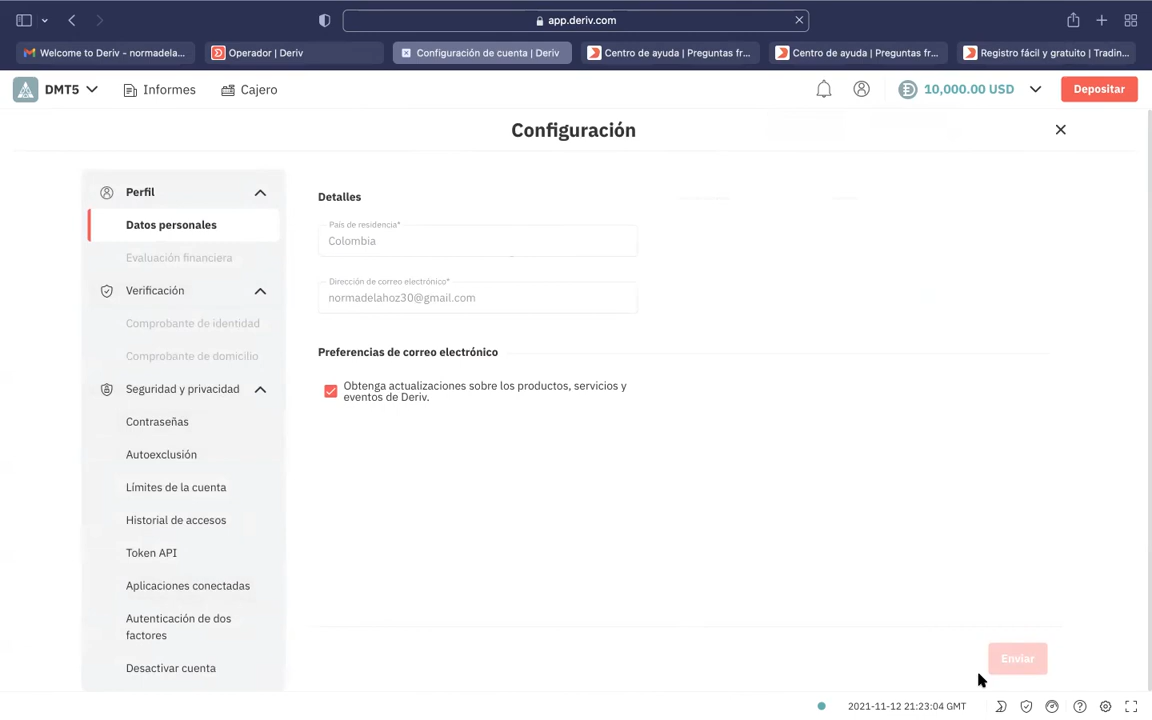 app.deriv.com
Welcome to Deriv - normadela...
Operador | Deriv
Configuración de cuenta | Deriv
Centro de ayuda | Preguntas fr...
Centro de ayuda | Preguntas fr...
Registro fácil y gratuito | Tradin...
DMT5
Informes
Cajero
10,000.00 USD
Depositar
Configuración
Perfil
Datos personales
Evaluación financiera
Verificación
Comprobante de identidad
Comprobante de domicilio
Seguridad y privacidad
Contraseñas
Autoexclusión
Límites de la cuenta
Historial de accesos
Token API
Aplicaciones conectadas
Autenticación de dos
factores
Desactivar cuenta
Detalles
País de residencia*
Colombia
Dirección de correo electrónico*
normadelahoz30@gmail.com
Preferencias de correo electrónico
Obtenga actualizaciones sobre los productos, servicios y
eventos de Deriv.
Enviar
2021-11-12 21:23:04 GMT